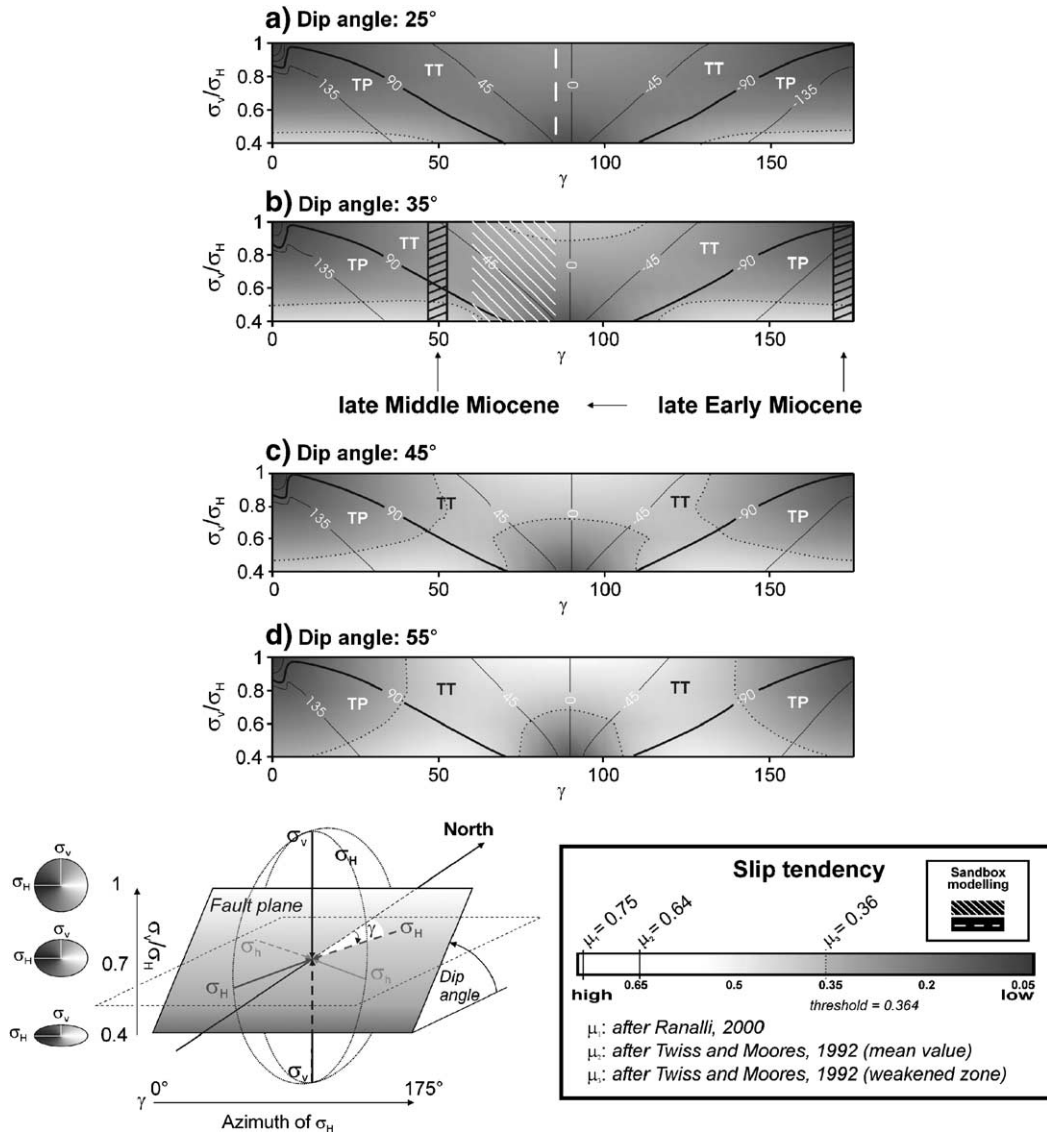 a) Dip angle: 25°
σv/σH
1
0.8
0.6
0.4
135
TP
90
TT
45
0
-45
TT
-90
TP
-135
0 50 100 150
γ
b) Dip angle: 35°
σv/σH
1
0.8
0.6
0.4
135
TP
90
TT
45
0
-45
TT
-90
TP
0 50 100 150
γ
late Middle Miocene ← late Early Miocene
c) Dip angle: 45°
σv/σH
1
0.8
0.6
0.4
135
TP
90
TT
45
0
-45
TT
-90
TP
0 50 100 150
γ
d) Dip angle: 55°
σv/σH
1
0.8
0.6
0.4
135
TP
90
TT
45
0
-45
TT
-90
TP
0 50 100 150
γ
σv
σH
1
σv
σH
0.7
σv
σH
0.4
σv/σH
σv
σH
North
Fault plane
γ
σH
σh
σh
σH
Dip
angle
σv
γ 0° 175°
Azimuth of σH
Slip tendency
Sandbox
modelling
μ₁ = 0.75
μ₂ = 0.64
μ₃ = 0.36
high 0.65 0.5 0.35 0.2 0.05 low
threshold = 0.364
μ₁: after Ranalli, 2000
μ₂: after Twiss and Moores, 1992 (mean value)
μ₃: after Twiss and Moores, 1992 (weakened zone)